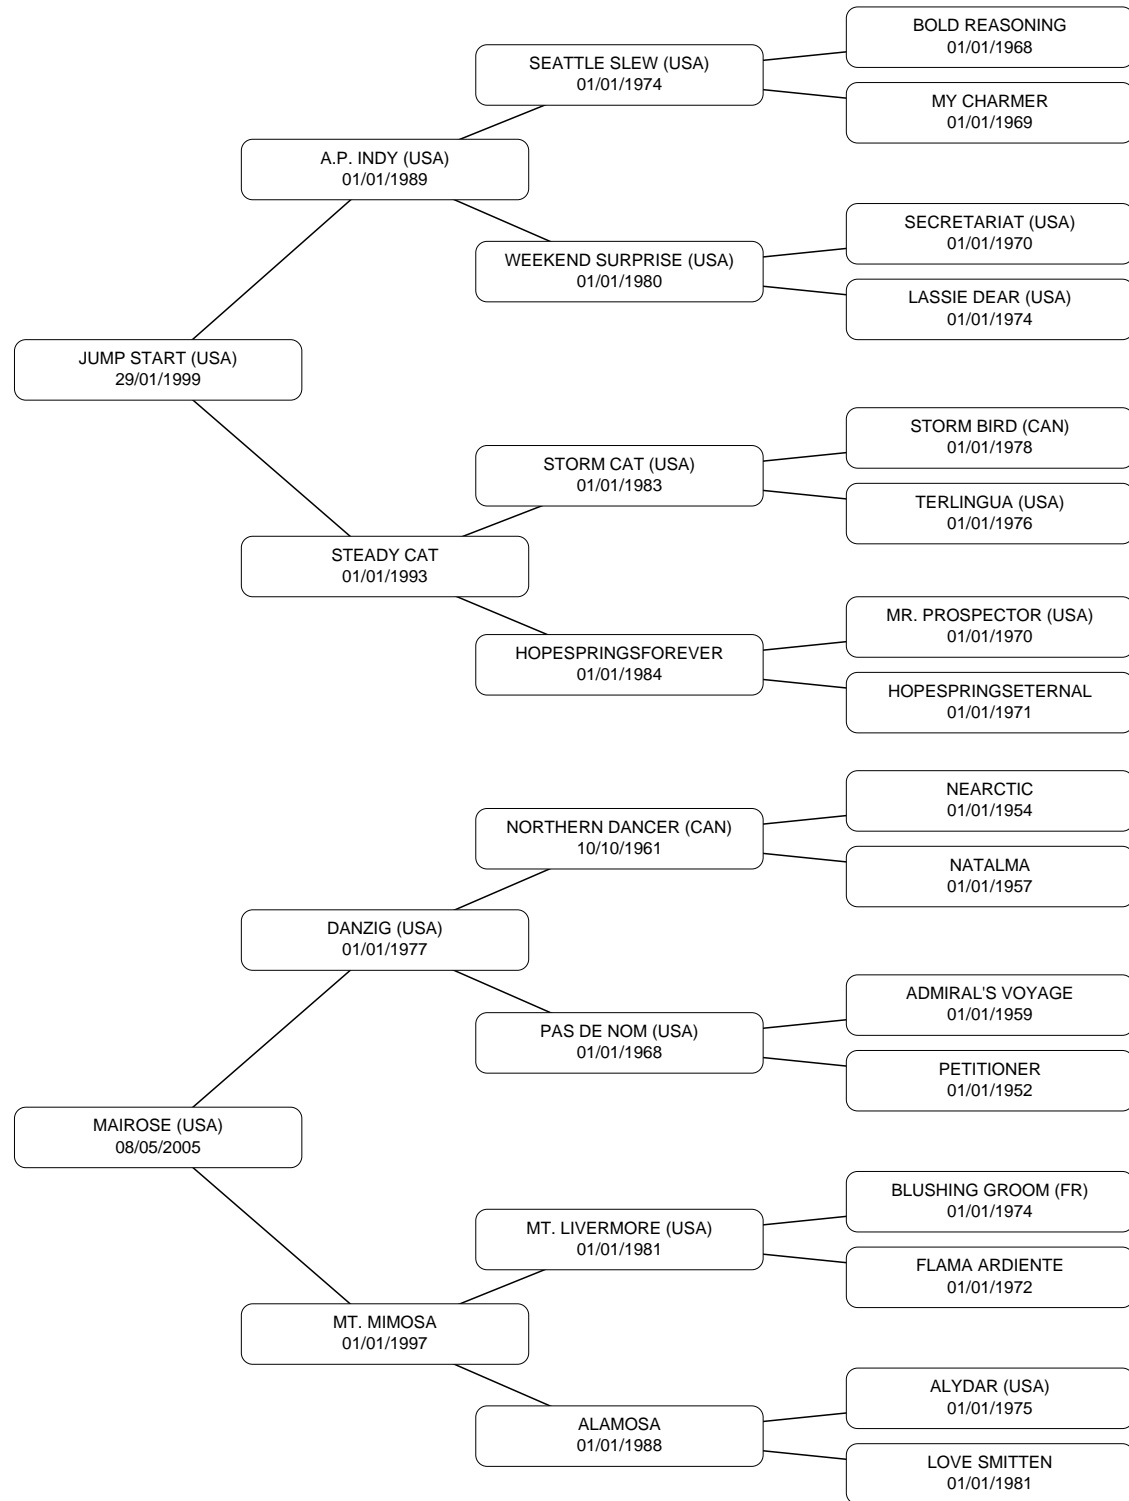 BOLD REASONING
01/01/1968
SEATTLE SLEW (USA)
01/01/1974
MY CHARMER
01/01/1969
A.P. INDY (USA)
01/01/1989
SECRETARIAT (USA)
01/01/1970
WEEKEND SURPRISE (USA)
01/01/1980
LASSIE DEAR (USA)
01/01/1974
JUMP START (USA)
29/01/1999
STORM BIRD (CAN)
01/01/1978
STORM CAT (USA)
01/01/1983
TERLINGUA (USA)
01/01/1976
STEADY CAT
01/01/1993
MR. PROSPECTOR (USA)
01/01/1970
HOPESPRINGSFOREVER
01/01/1984
HOPESPRINGSETERNAL
01/01/1971
NEARCTIC
01/01/1954
NORTHERN DANCER (CAN)
10/10/1961
NATALMA
01/01/1957
DANZIG (USA)
01/01/1977
ADMIRAL'S VOYAGE
01/01/1959
PAS DE NOM (USA)
01/01/1968
PETITIONER
01/01/1952
MAIROSE (USA)
08/05/2005
BLUSHING GROOM (FR)
01/01/1974
MT. LIVERMORE (USA)
01/01/1981
FLAMA ARDIENTE
01/01/1972
MT. MIMOSA
01/01/1997
ALYDAR (USA)
01/01/1975
ALAMOSA
01/01/1988
LOVE SMITTEN
01/01/1981